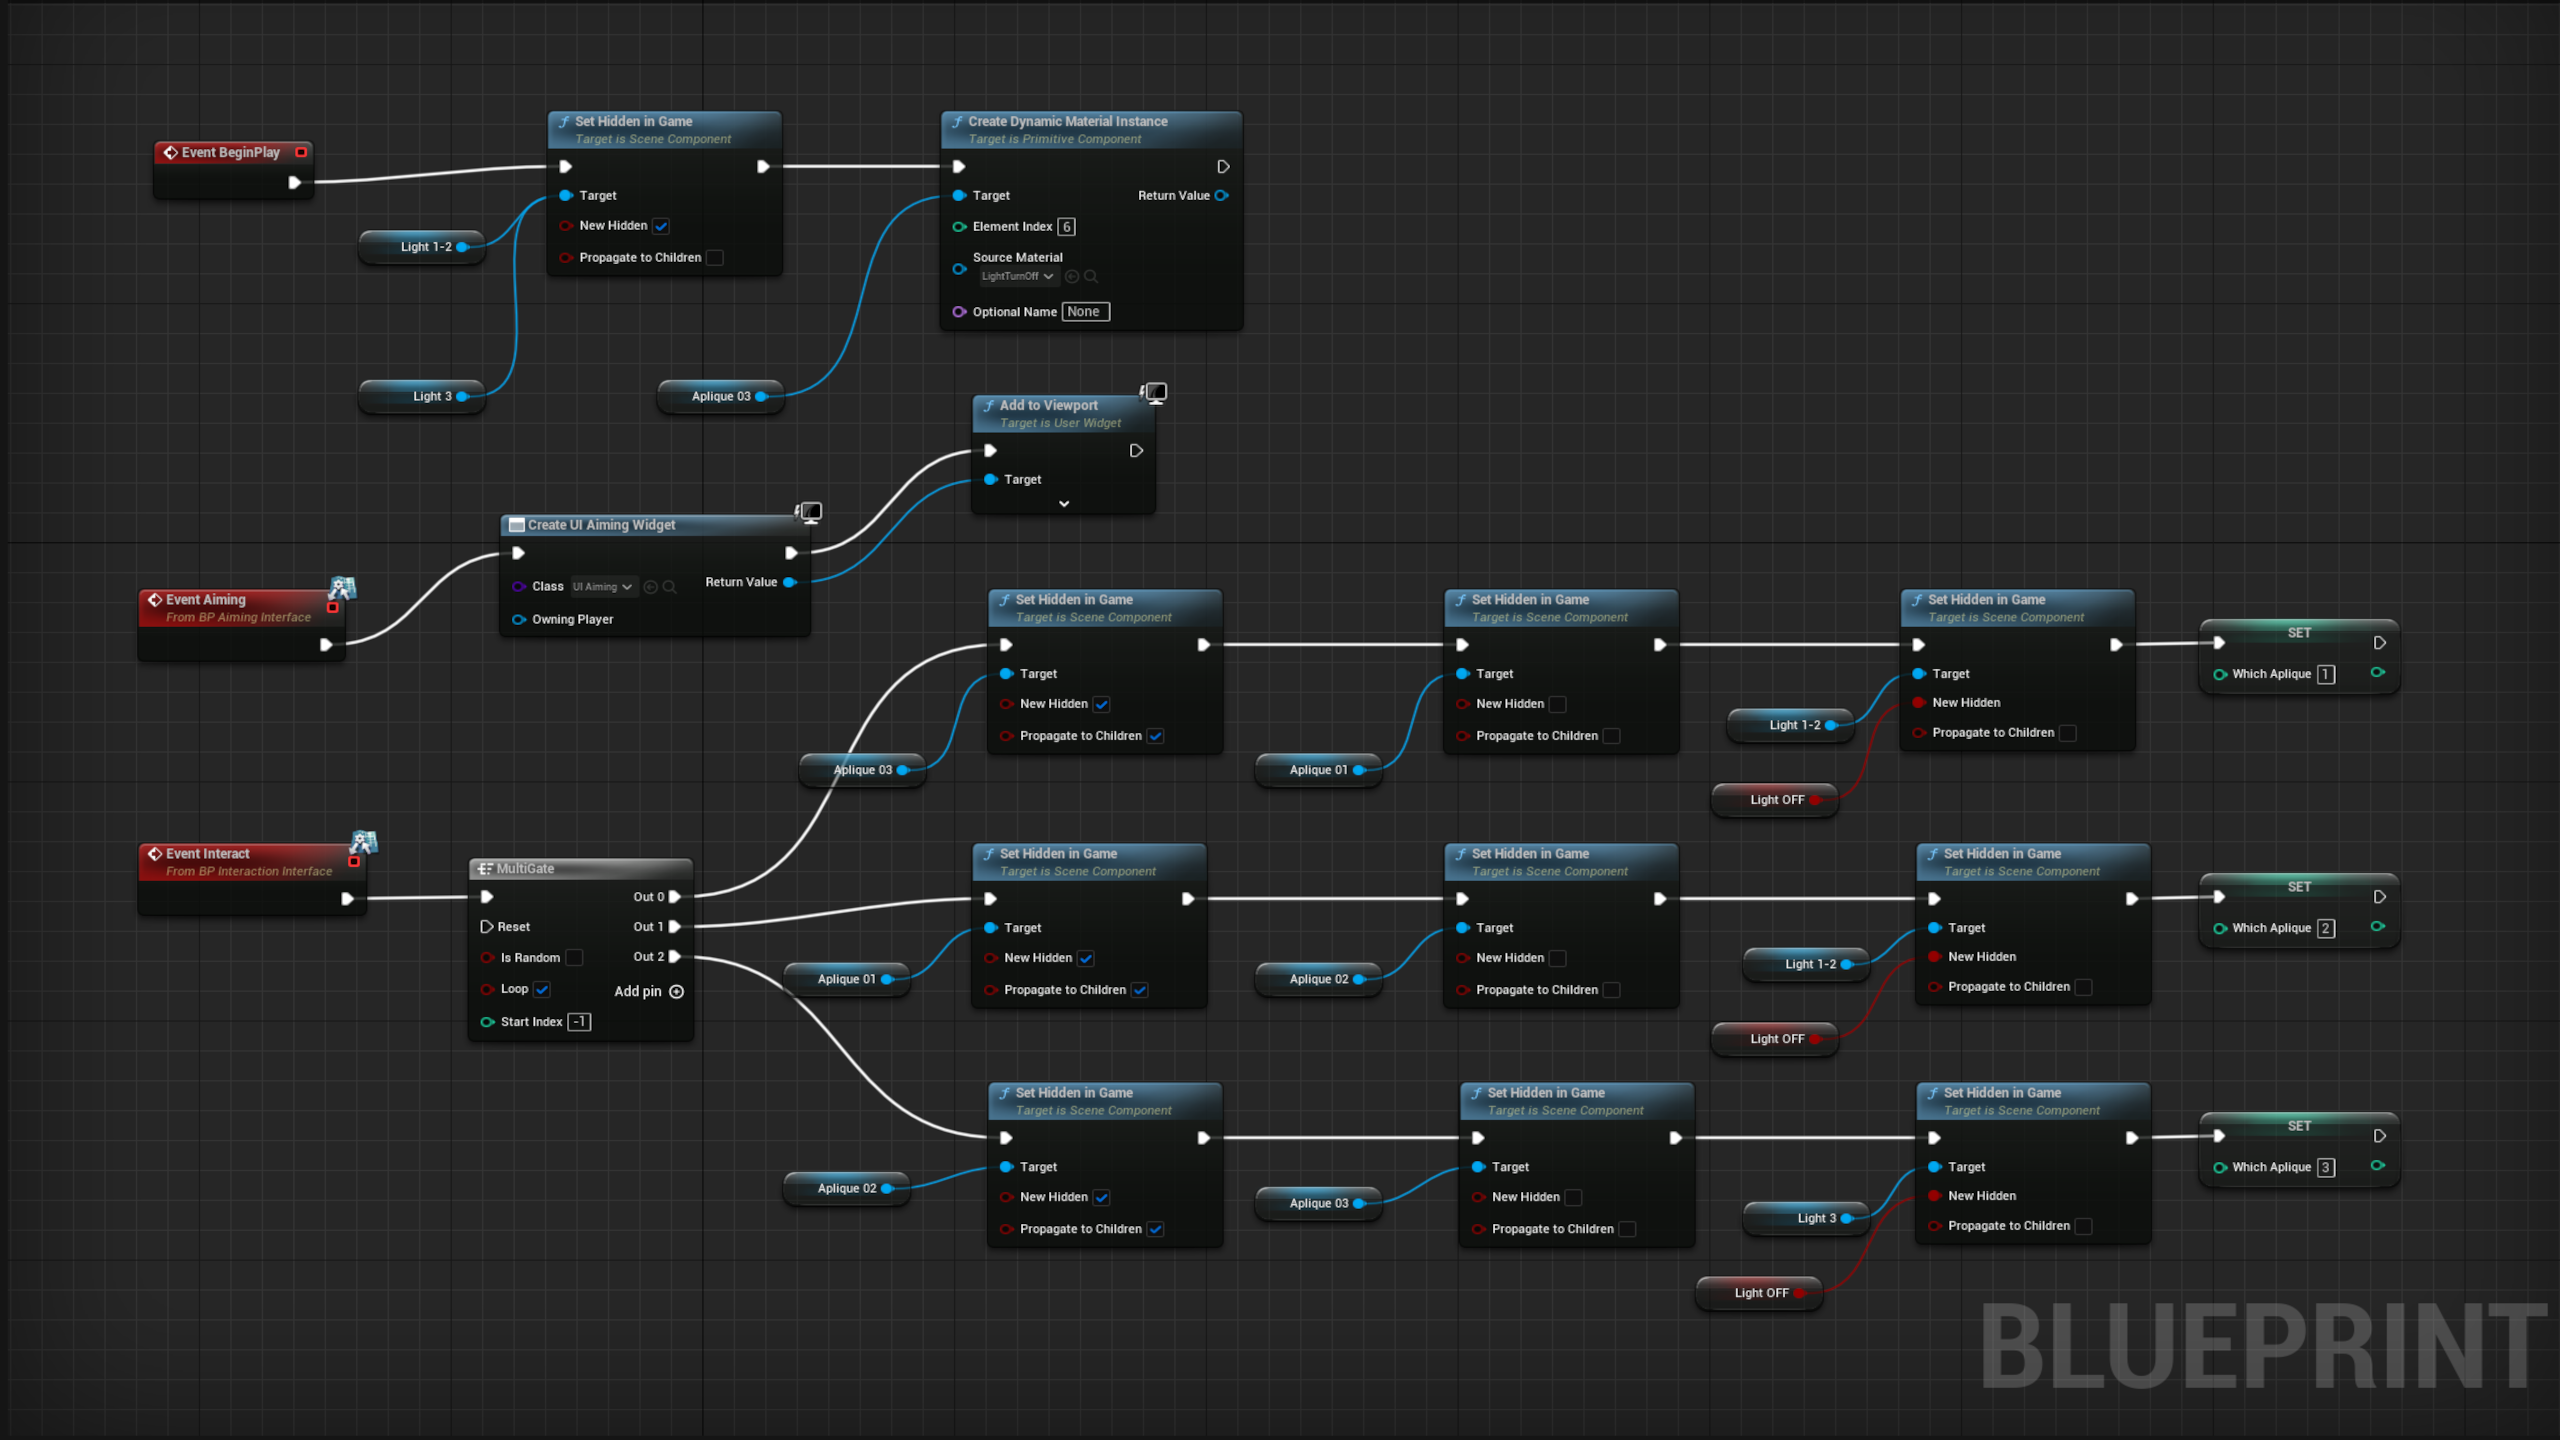 Event BeginPlay
Set Hidden in Game
Target is Scene Component
Target
New Hidden
Propagate to Children
Light 1-2
Light 3
Create Dynamic Material Instance
Target is Primitive Component
Target
Return Value
Element Index 6
Source Material
LightTurnOff
Optional Name None
Aplique 03
Add to Viewport
Target is User Widget
Target
Create UI Aiming Widget
Class UI Aiming
Return Value
Owning Player
Event Aiming
From BP Aiming Interface
Set Hidden in Game
Target is Scene Component
Target
New Hidden
Propagate to Children
Aplique 03
Set Hidden in Game
Target is Scene Component
Target
New Hidden
Propagate to Children
Aplique 01
Set Hidden in Game
Target is Scene Component
Target
New Hidden
Propagate to Children
Light 1-2
Light OFF
SET
Which Aplique 1
Event Interact
From BP Interaction Interface
MultiGate
Out 0
Reset
Out 1
Is Random
Out 2
Loop
Add pin
Start Index -1
Set Hidden in Game
Target is Scene Component
Target
New Hidden
Propagate to Children
Aplique 01
Set Hidden in Game
Target is Scene Component
Target
New Hidden
Propagate to Children
Aplique 02
Set Hidden in Game
Target is Scene Component
Target
New Hidden
Propagate to Children
Light 1-2
Light OFF
SET
Which Aplique 2
Set Hidden in Game
Target is Scene Component
Target
New Hidden
Propagate to Children
Aplique 02
Set Hidden in Game
Target is Scene Component
Target
New Hidden
Propagate to Children
Aplique 03
Set Hidden in Game
Target is Scene Component
Target
New Hidden
Propagate to Children
Light 3
Light OFF
SET
Which Aplique 3
BLUEPRINT